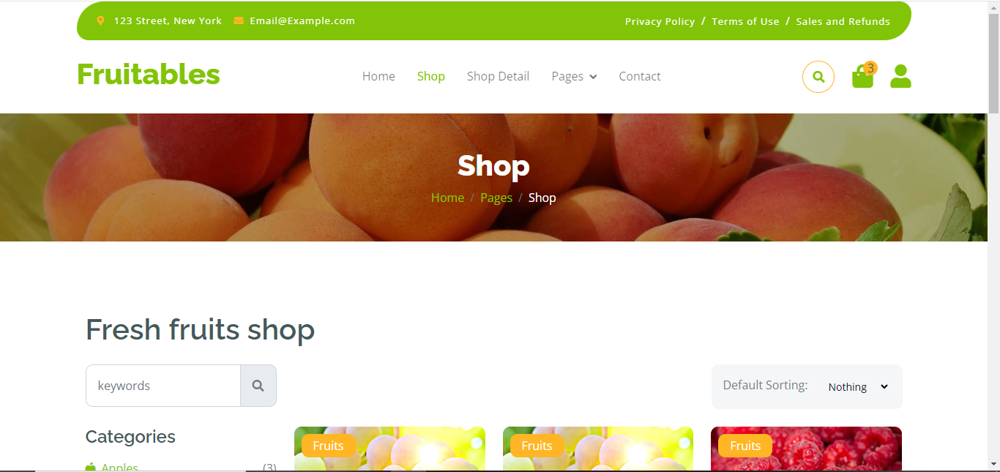 123 Street, New York Email@Example.com Privacy Policy / Terms of Use / Sales and Refunds
Fruitables Home Shop Shop Detail Pages Contact 3
Shop
Home / Pages / Shop
Fresh fruits shop
keywords Default Sorting: Nothing
Categories Fruits Fruits Fruits
Apples (3)